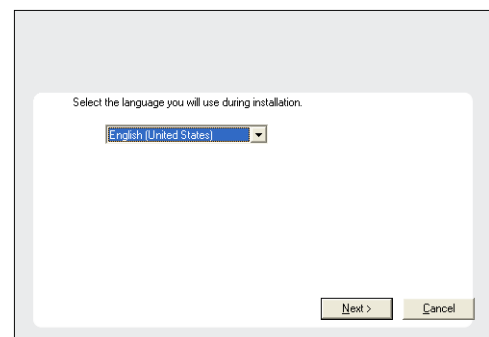 Select the language you will use during installation.
English (United States)
Next >
Cancel